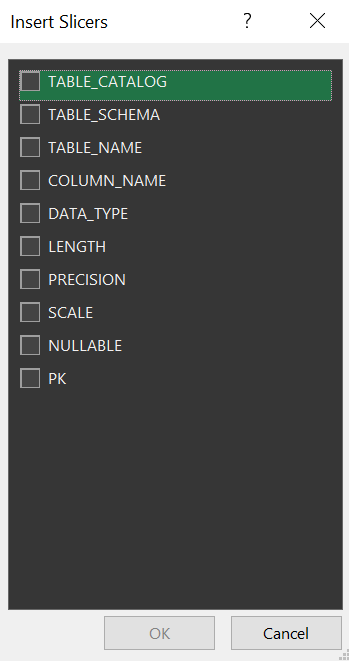 Insert Slicers ?
TABLE_CATALOG
TABLE_SCHEMA
TABLE_NAME
COLUMN_NAME
DATA_TYPE
LENGTH
PRECISION
SCALE
NULLABLE
PK
OK Cancel